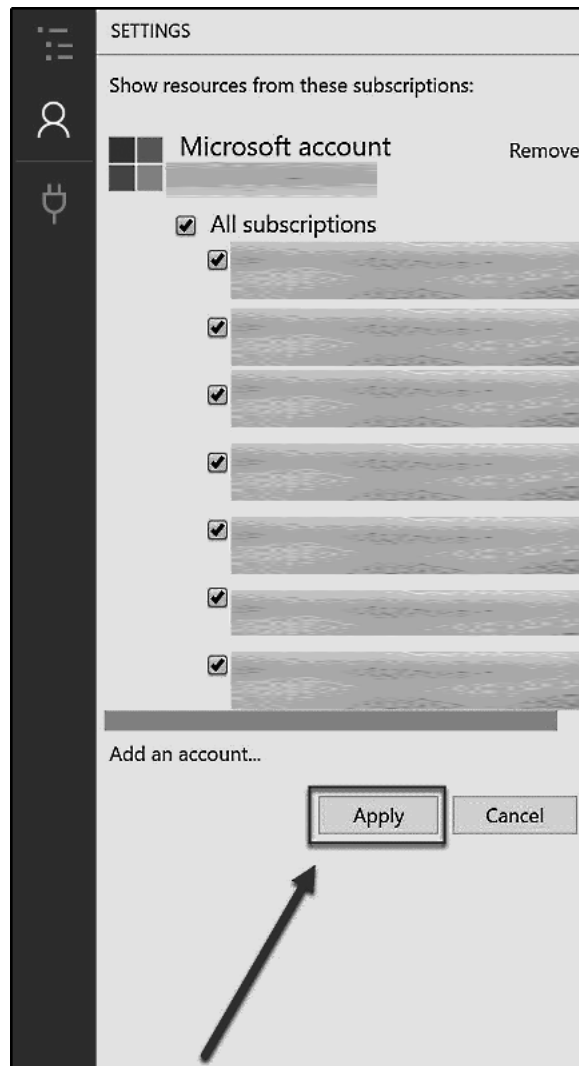 SETTINGS
Show resources from these subscriptions:
Microsoft account
Remove
All subscriptions
Add an account...
Apply
Cancel